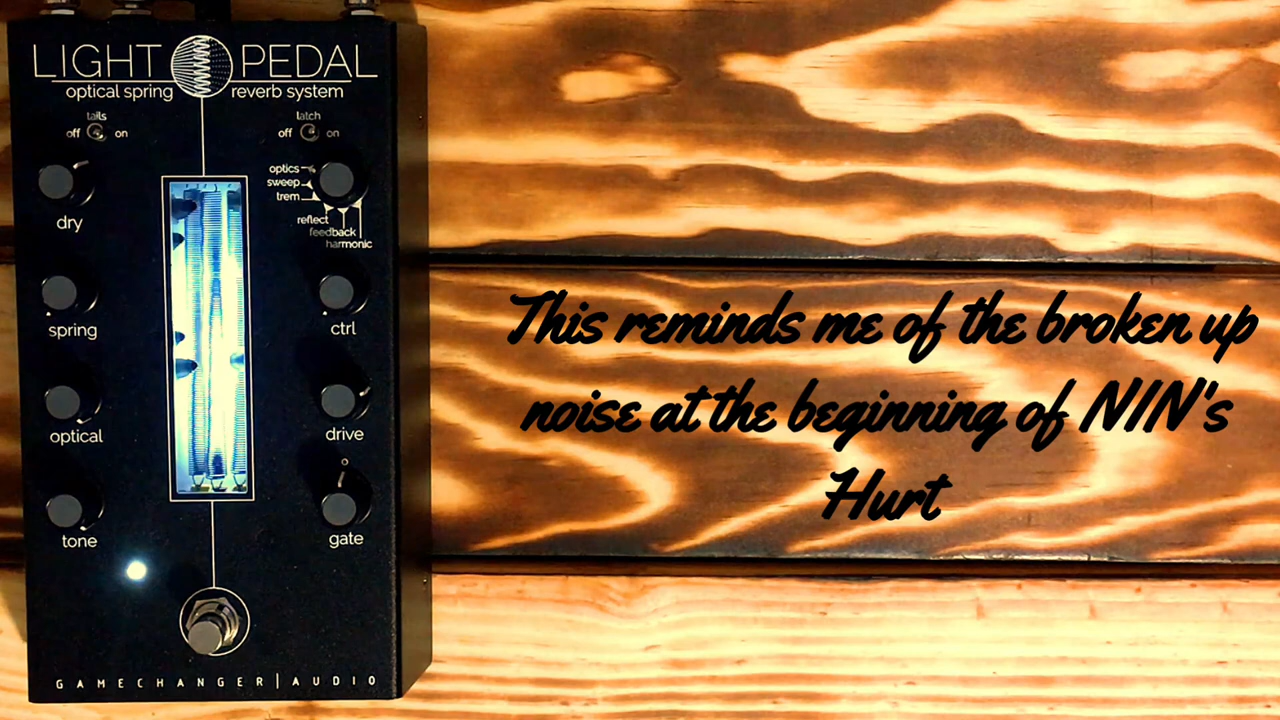 LIGHT PEDAL
optical spring reverb system
tails
off on
latch
off on
optics
sweep
trem
reflect
feedback
harmonic
dry
spring
ctrl
optical
drive
tone
gate
GAMECHANGER|AUDIO
This reminds me of the broken up
noise at the beginning of NIN's
Hurt